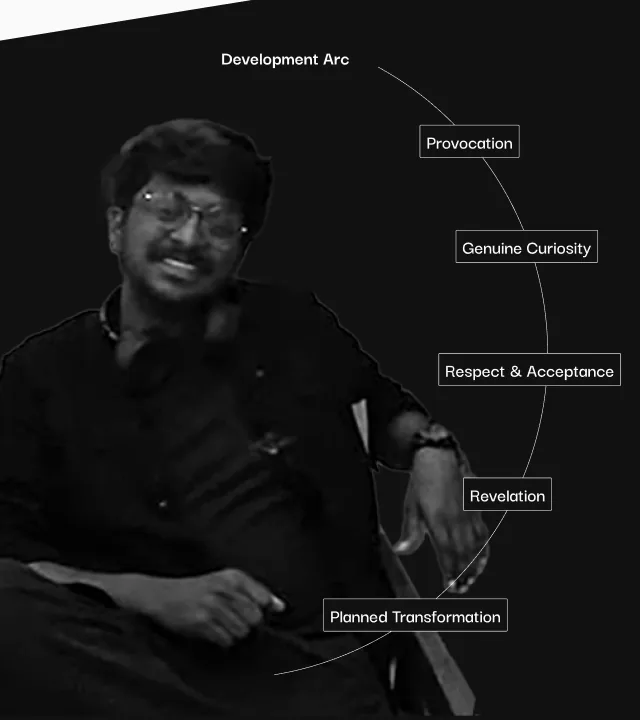 Development Arc
Provocation
Genuine Curiosity
Respect & Acceptance
Revelation
Planned Transformation